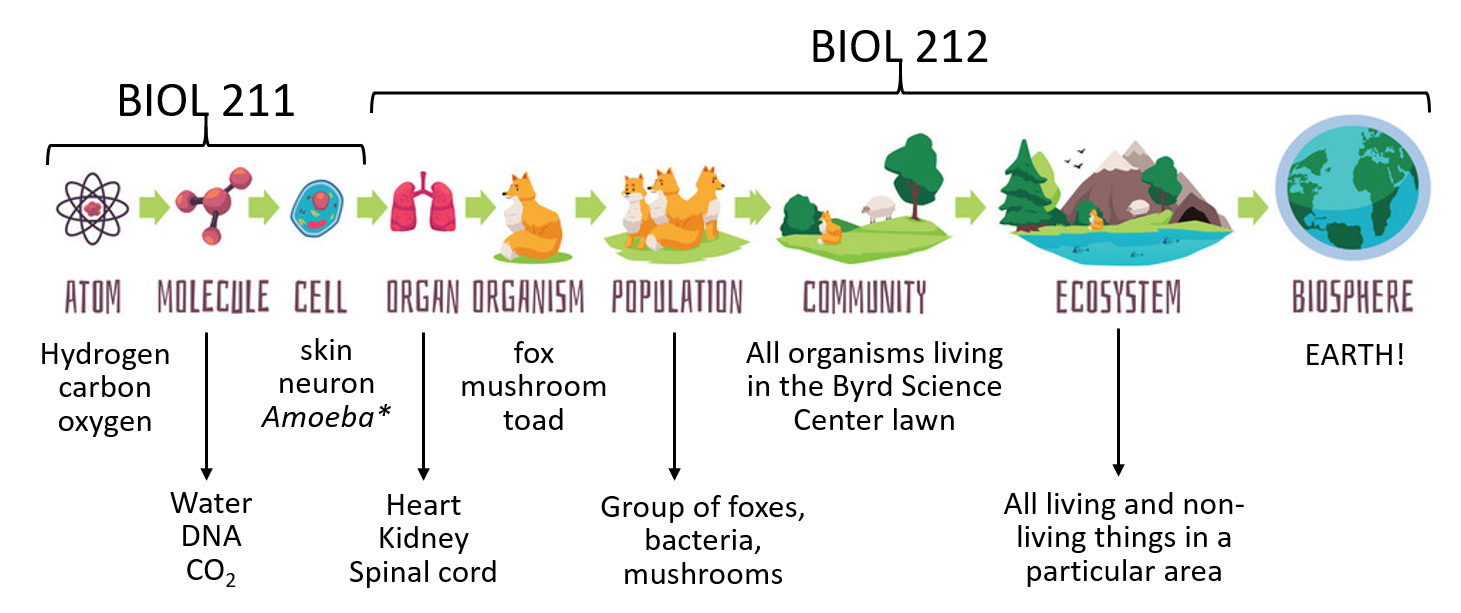 BIOL 212
BIOL 211
ATOM
MOLECULE
CELL
ORGAN
ORGANISM
POPULATION
COMMUNITY
ECOSYSTEM
BIOSPHERE
Hydrogen
carbon
oxygen
skin
neuron
Amoeba*
fox
mushroom
toad
All organisms living
in the Byrd Science
Center lawn
EARTH!
Water
DNA
CO₂
Heart
Kidney
Spinal cord
Group of foxes,
bacteria,
mushrooms
All living and non-
living things in a
particular area